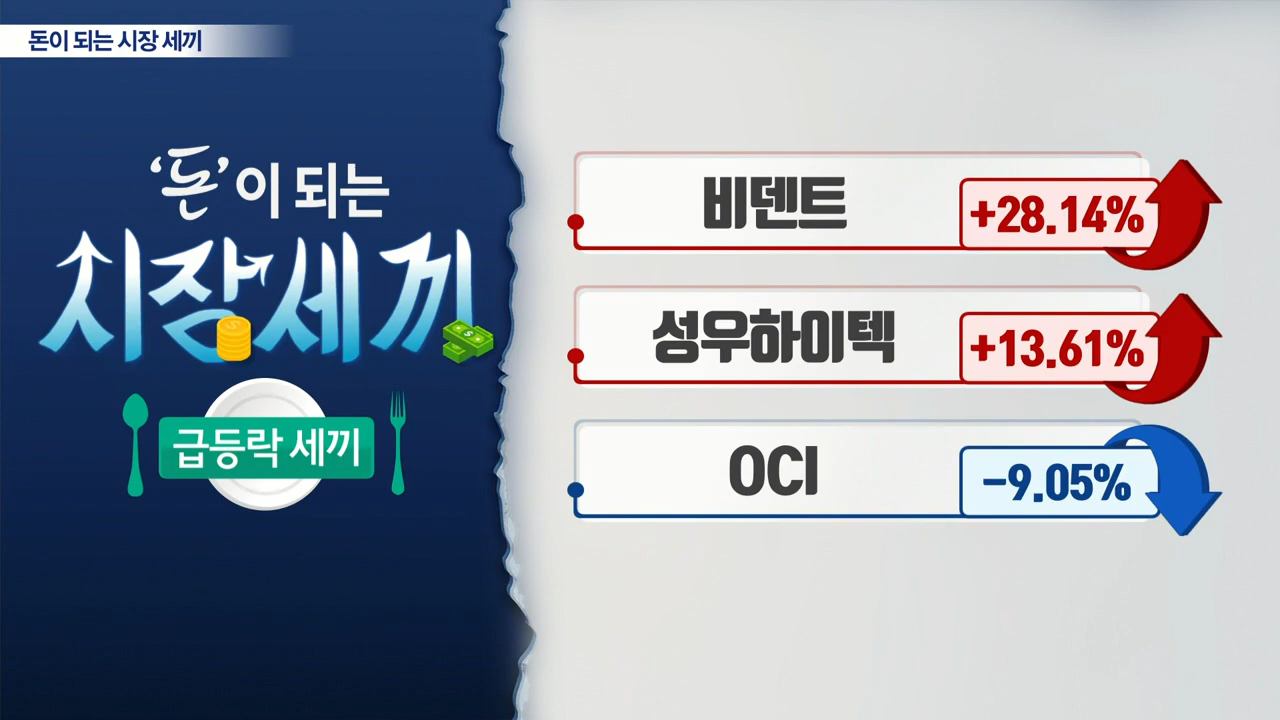 돈이 되는 시장 세끼
‘돈’이 되는
시장세끼
급등락 세끼
비덴트
+28.14%
성우하이텍
+13.61%
OCI
-9.05%